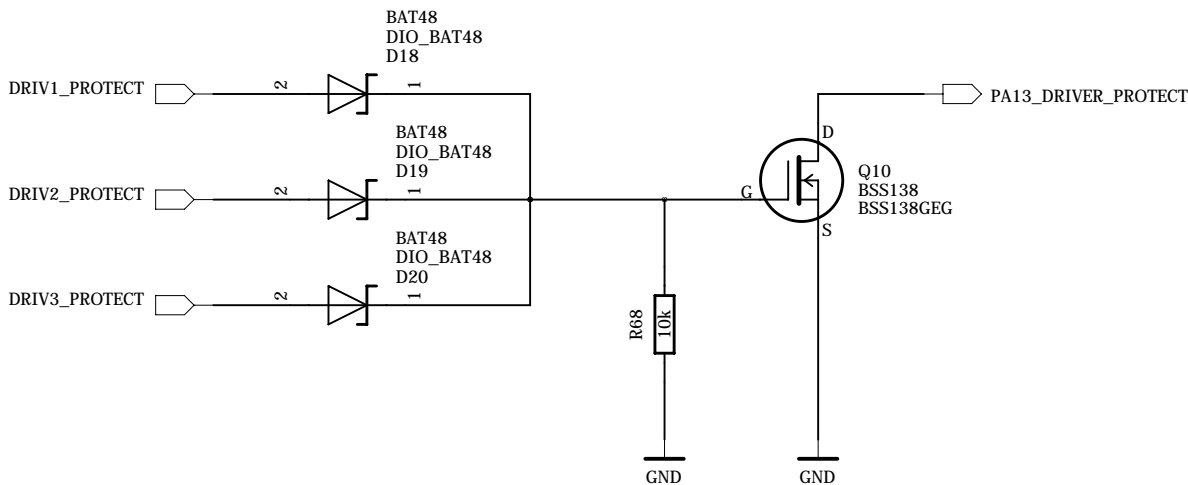 BAT48
DIO_BAT48
D18
DRIV1_PROTECT
2
1
PA13_DRIVER_PROTECT
BAT48
DIO_BAT48
D19
D
Q10
BSS138
BSS138GEG
DRIV2_PROTECT
2
1
G
S
BAT48
DIO_BAT48
D20
DRIV3_PROTECT
2
1
R68
10k
GND
GND